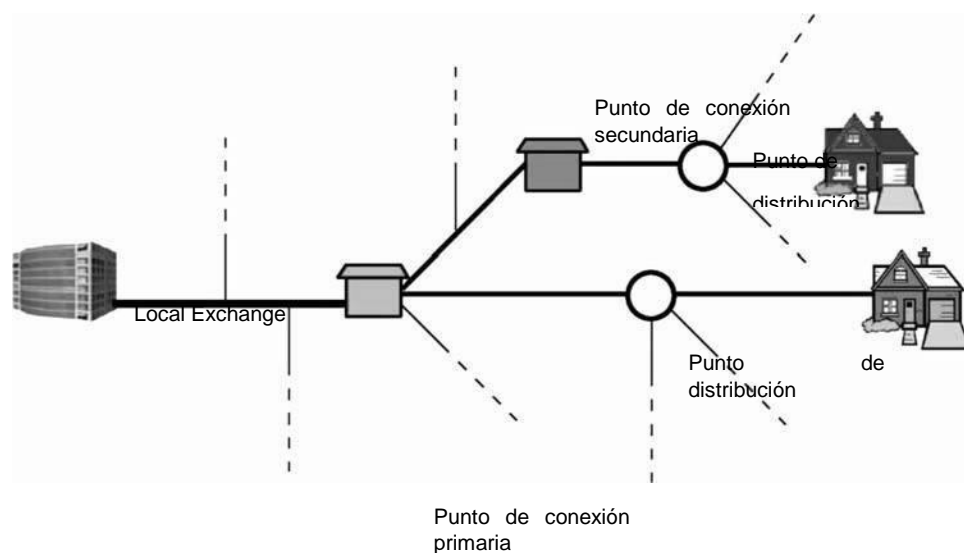 Punto de conexión
secundaria
Punto de
distribución
Local Exchange
Punto de
distribución
Punto de conexión
primaria